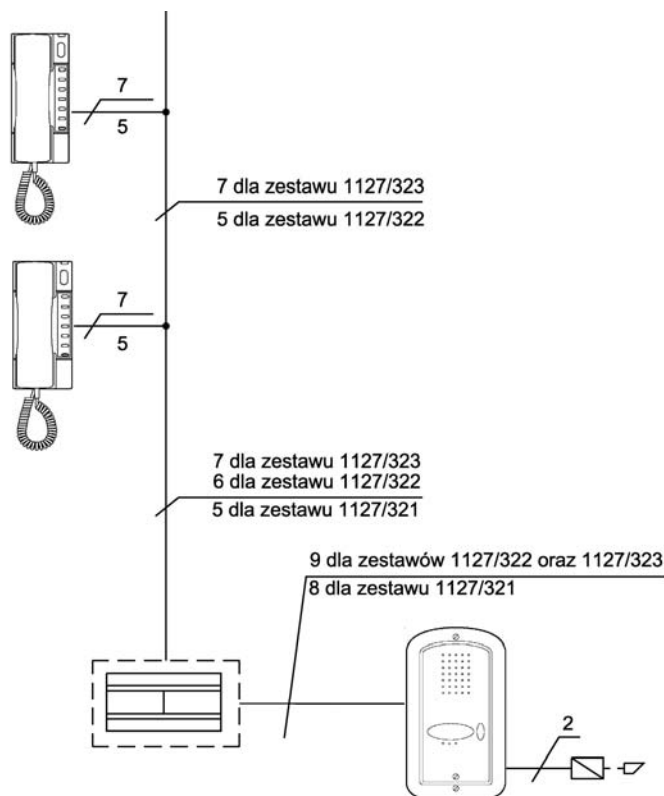 7
5
7 dla zestawu 1127/323
5 dla zestawu 1127/322
7
5
7 dla zestawu 1127/323
6 dla zestawu 1127/322
5 dla zestawu 1127/321
9 dla zestawów 1127/322 oraz 1127/323
8 dla zestawu 1127/321
2